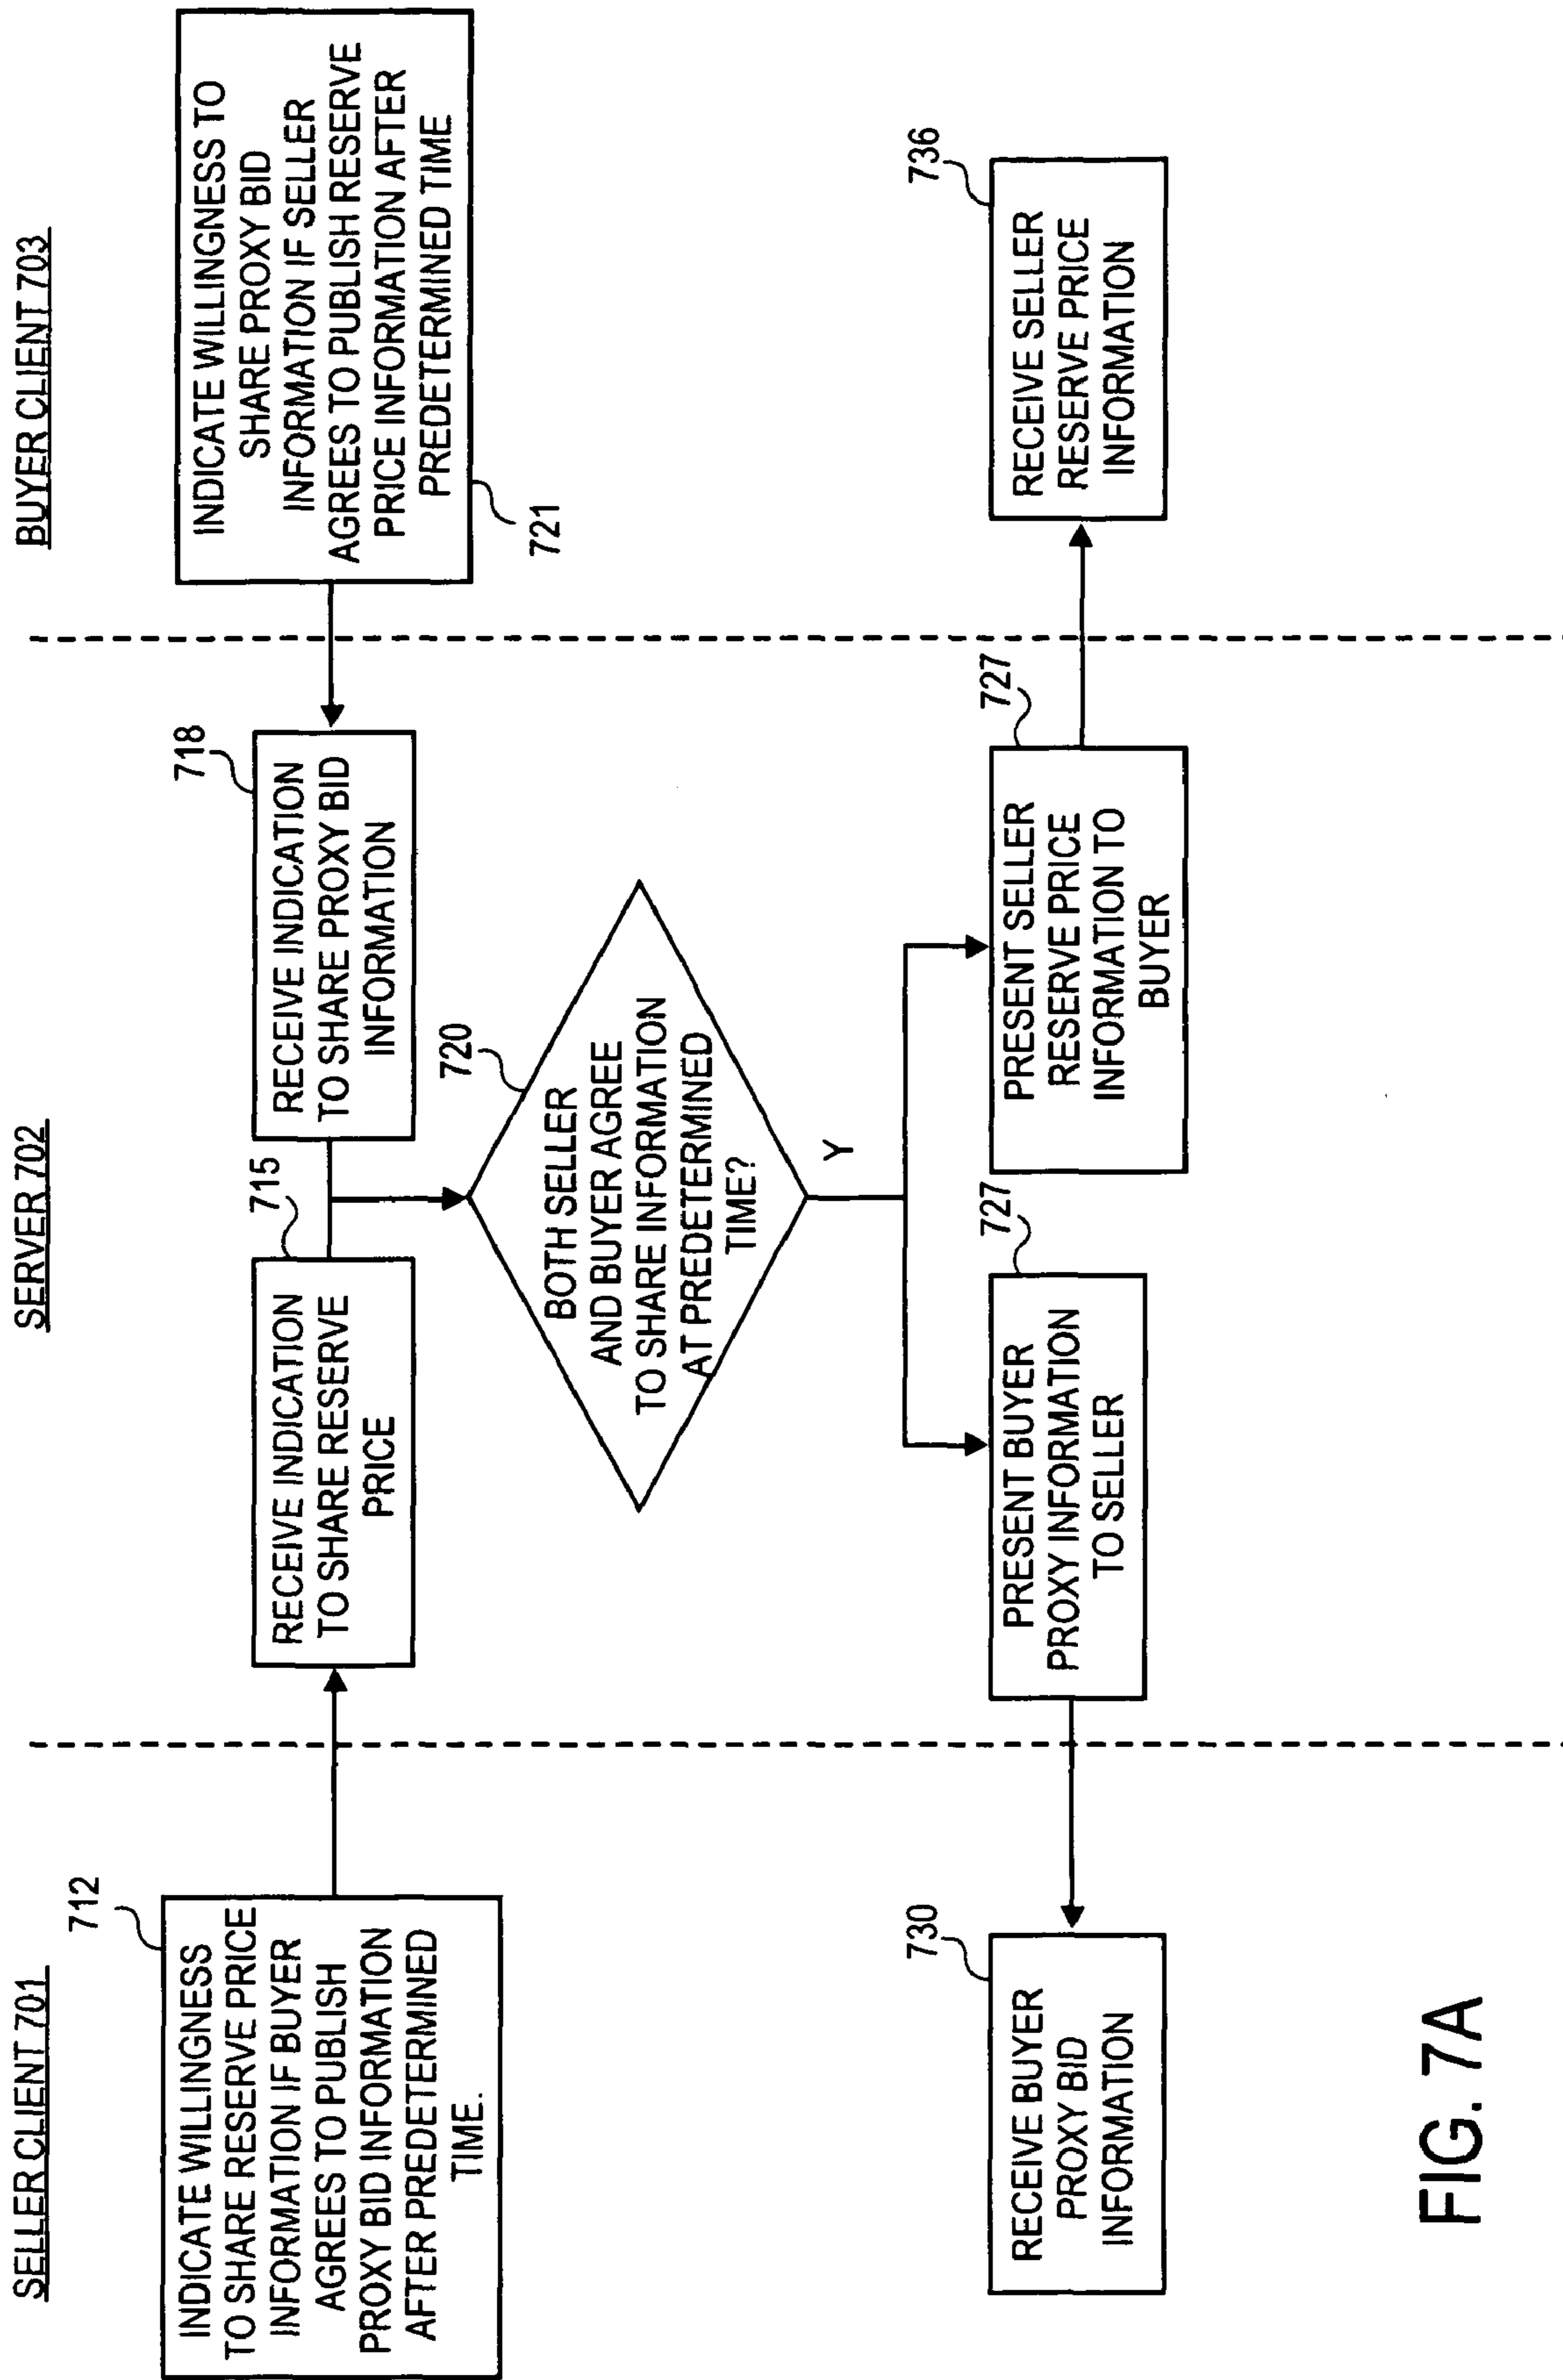 SELLER CLIENT 701
SERVER 702
BUYER CLIENT 703
712
INDICATE WILLINGNESS
TO SHARE RESERVE PRICE
INFORMATION IF BUYER
AGREES TO PUBLISH
PROXY BID INFORMATION
AFTER PREDETERMINED
TIME.
715
RECEIVE INDICATION
TO SHARE RESERVE
PRICE
718
RECEIVE INDICATION
TO SHARE PROXY BID
INFORMATION
INDICATE WILLINGNESS TO
SHARE PROXY BID
INFORMATION IF SELLER
AGREES TO PUBLISH RESERVE
PRICE INFORMATION AFTER
PREDETERMINED TIME
721
720
BOTH SELLER
AND BUYER AGREE
TO SHARE INFORMATION
AT PREDETERMINED
TIME?
Y
730
RECEIVE BUYER
PROXY BID
INFORMATION
727
PRESENT BUYER
PROXY INFORMATION
TO SELLER
727
PRESENT SELLER
RESERVE PRICE
INFORMATION TO
BUYER
736
RECEIVE SELLER
RESERVE PRICE
INFORMATION
FIG. 7A